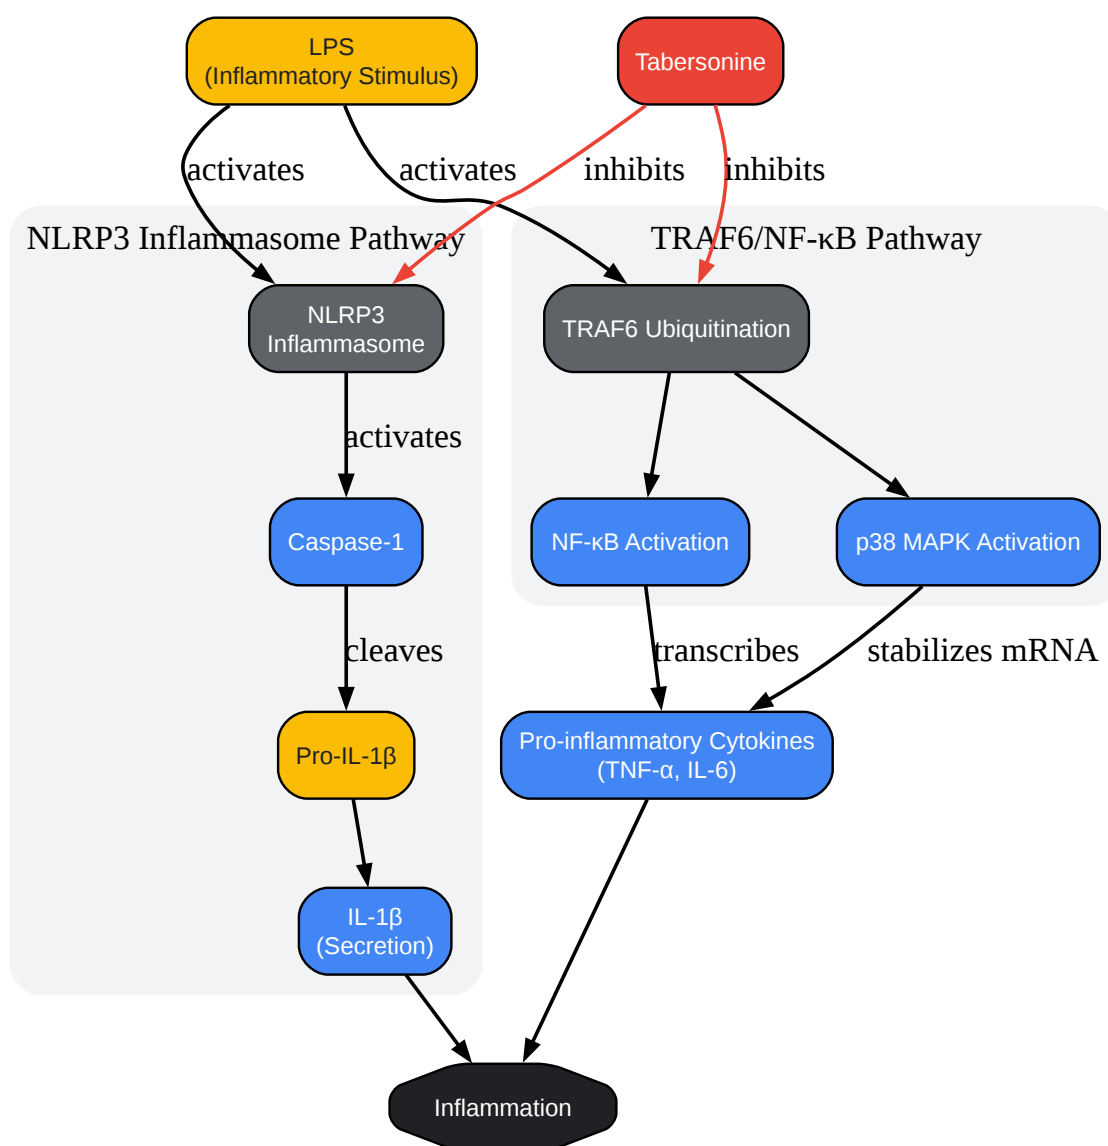 LPS
(Inflammatory Stimulus)
Tabersonine
activates
activates
inhibits
inhibits
NLRP3 Inflammasome Pathway
TRAF6/NF-κB Pathway
NLRP3
Inflammasome
TRAF6 Ubiquitination
activates
Caspase-1
NF-κB Activation
p38 MAPK Activation
cleaves
transcribes
stabilizes mRNA
Pro-IL-1β
Pro-inflammatory Cytokines
(TNF-α, IL-6)
IL-1β
(Secretion)
Inflammation